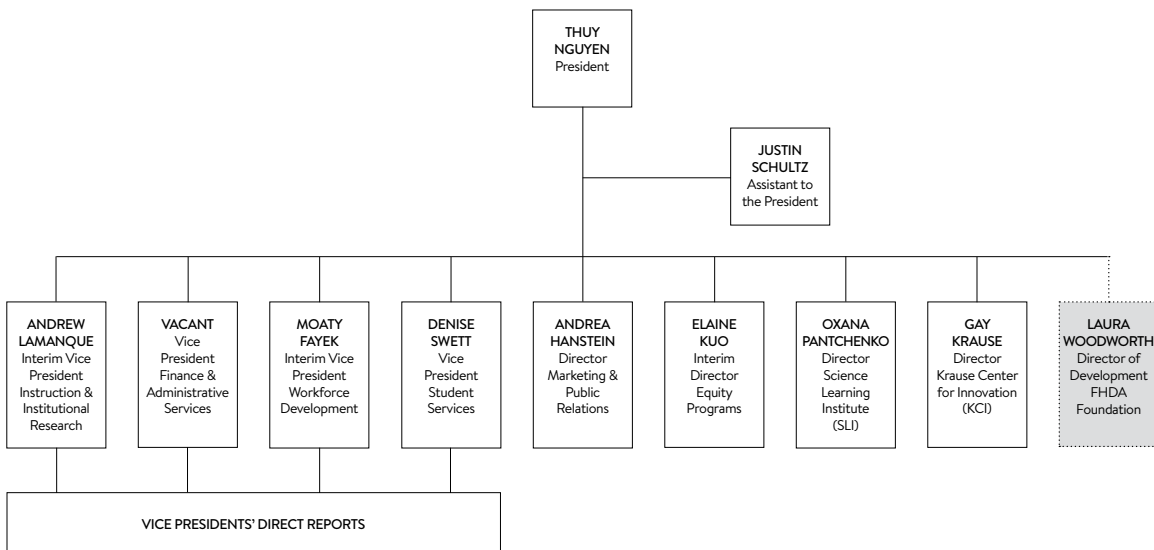 THUY
NGUYEN
President
JUSTIN
SCHULTZ
Assistant to
the President
ANDREW
LAMANQUE
Interim Vice
President
Instruction &
Institutional
Research
VACANT
Vice
President
Finance &
Administrative
Services
MOATY
FAYEK
Interim Vice
President
Workforce
Development
DENISE
SWETT
Vice
President
Student
Services
ANDREA
HANSTEIN
Director
Marketing &
Public
Relations
ELAINE
KUO
Interim
Director
Equity
Programs
OXANA
PANTCHENKO
Director
Science
Learning
Institute
(SLI)
GAY
KRAUSE
Director
Krause Center
for Innovation
(KCI)
LAURA
WOODWORTH
Director of
Development
FHDA
Foundation
VICE PRESIDENTS’ DIRECT REPORTS